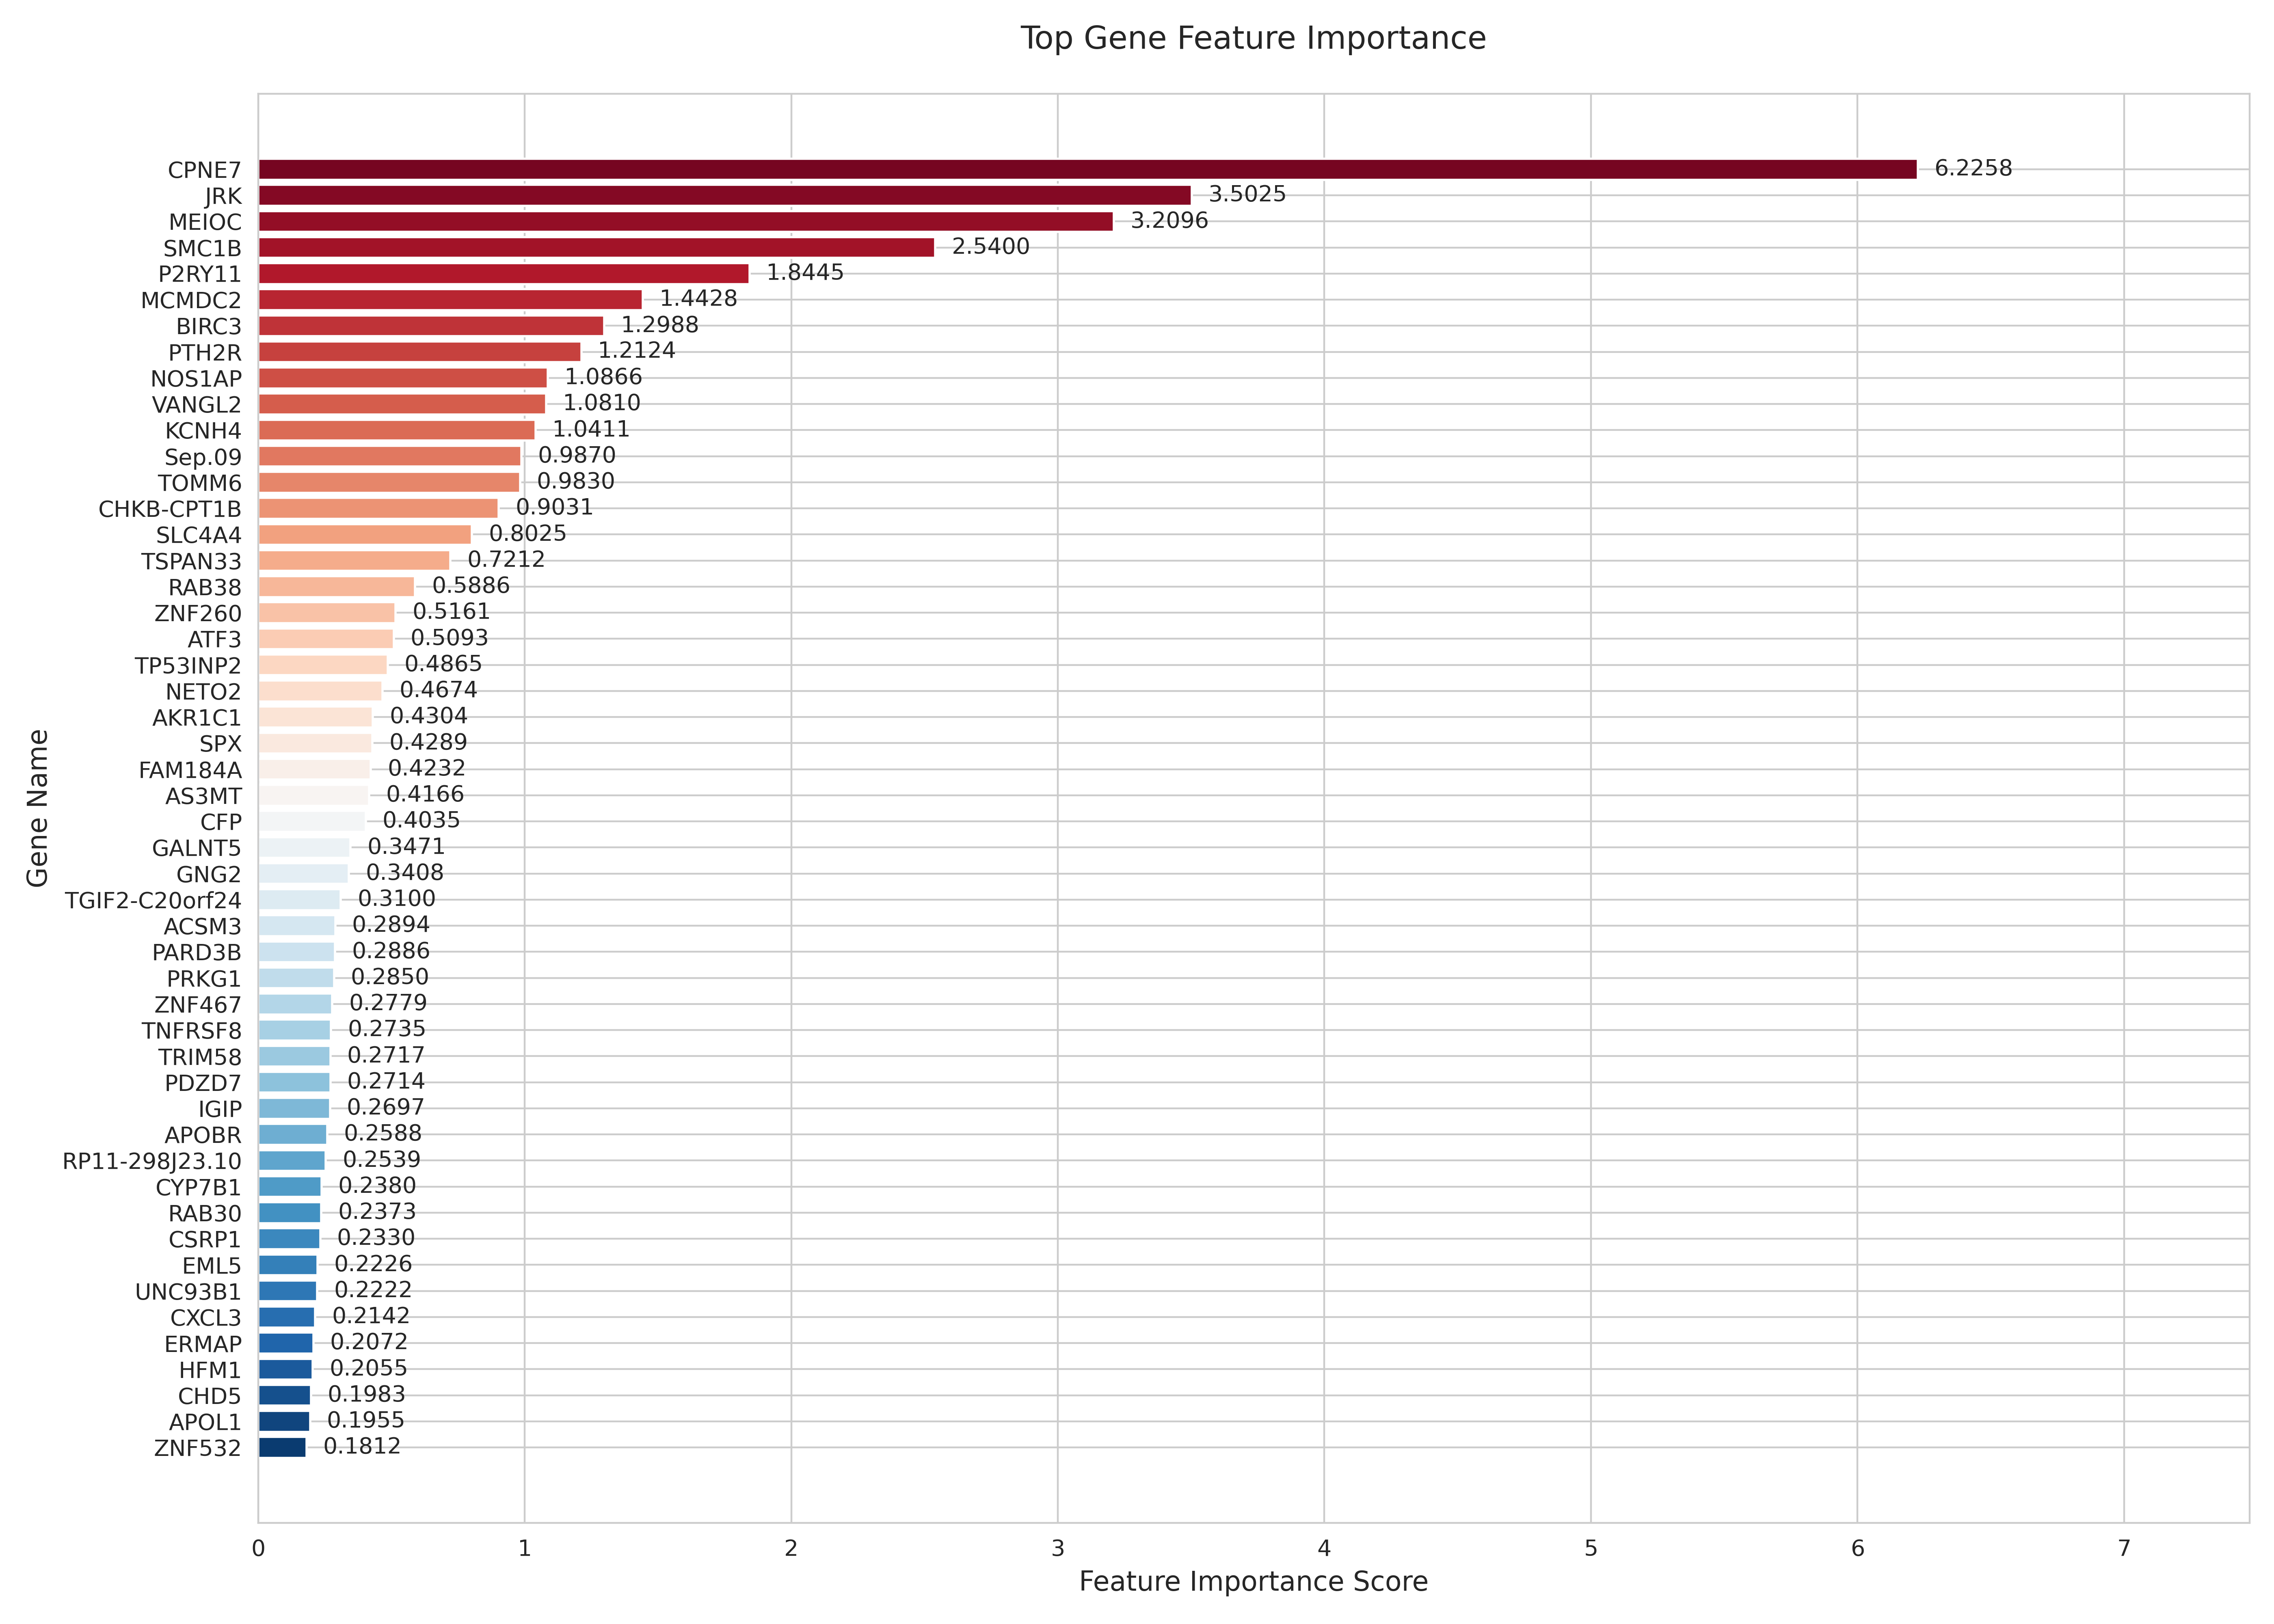 Top Gene Feature Importance
CPNE7 6.2258
JRK 3.5025
MEIOC 3.2096
SMC1B 2.5400
P2RY11 1.8445
MCMDC2 1.4428
BIRC3 1.2988
PTH2R 1.2124
NOS1AP 1.0866
VANGL2 1.0810
KCNH4 1.0411
Sep.09 0.9870
TOMM6 0.9830
CHKB-CPT1B 0.9031
SLC4A4 0.8025
TSPAN33 0.7212
RAB38 0.5886
ZNF260 0.5161
ATF3 0.5093
TP53INP2 0.4865
NETO2 0.4674
AKR1C1 0.4304
SPX 0.4289
FAM184A 0.4232
AS3MT 0.4166
CFP 0.4035
GALNT5 0.3471
GNG2 0.3408
TGIF2-C20orf24 0.3100
ACSM3 0.2894
PARD3B 0.2886
PRKG1 0.2850
ZNF467 0.2779
TNFRSF8 0.2735
TRIM58 0.2717
PDZD7 0.2714
IGIP 0.2697
APOBR 0.2588
RP11-298J23.10 0.2539
CYP7B1 0.2380
RAB30 0.2373
CSRP1 0.2330
EML5 0.2226
UNC93B1 0.2222
CXCL3 0.2142
ERMAP 0.2072
HFM1 0.2055
CHD5 0.1983
APOL1 0.1955
ZNF532 0.1812
Gene Name
0 1 2 3 4 5 6 7
Feature Importance Score